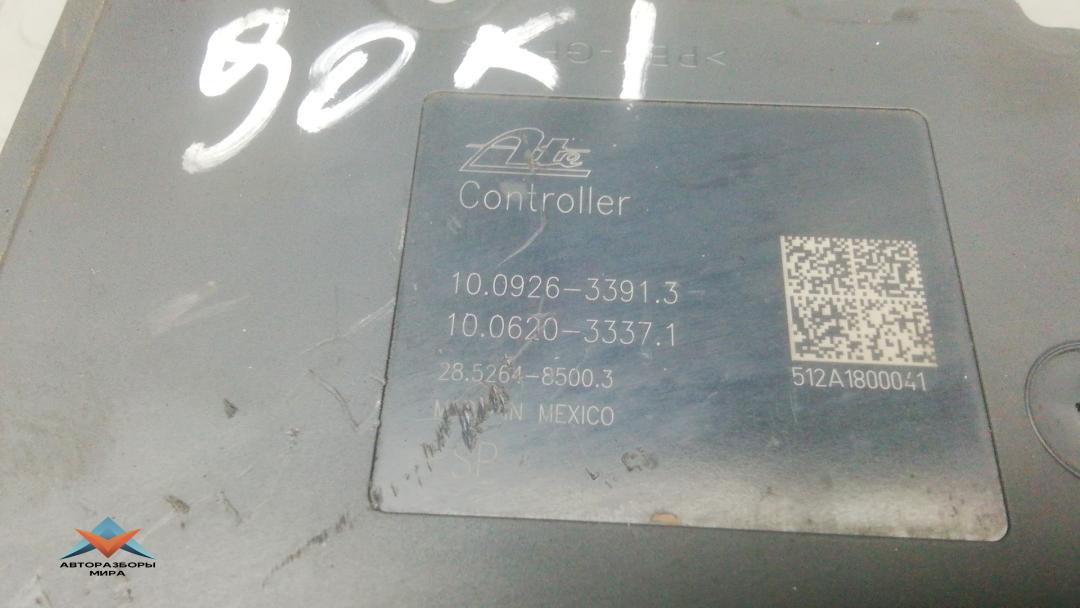 90K1
Ate
Controller
10.0926-3391.3
10.0620-3337.1
28.5264-8500.3
512A1800041
IN MEXICO
SP
АВТОРАЗБОРЫ
МИРА